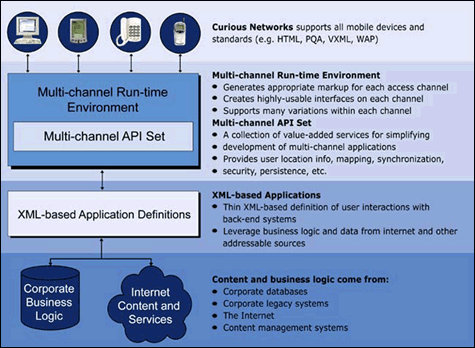 Curious Networks supports all mobile devices and
standards (e.g. HTML, PQA, VXML, WAP)
Multi-channel Run-time
Environment
Multi-channel API Set
Multi-channel Run-time Environment
• Generates appropriate markup for each access channel
• Creates highly-usable interfaces on each channel
• Supports many variations within each channel
Multi-channel API Set
• A collection of value-added services for simplifying
• development of multi-channel applications
• Provides user location info, mapping, synchronization,
security, persistence, etc.
XML-based Application Definitions
XML-based Applications
• Thin XML-based definition of user interactions with
back-end systems
• Leverage business logic and data from internet and other
addressable sources
Corporate
Business
Logic
Internet
Content and
Services
Content and business logic come from:
• Corporate databases
• Corporate legacy systems
• The Internet
• Content management systems